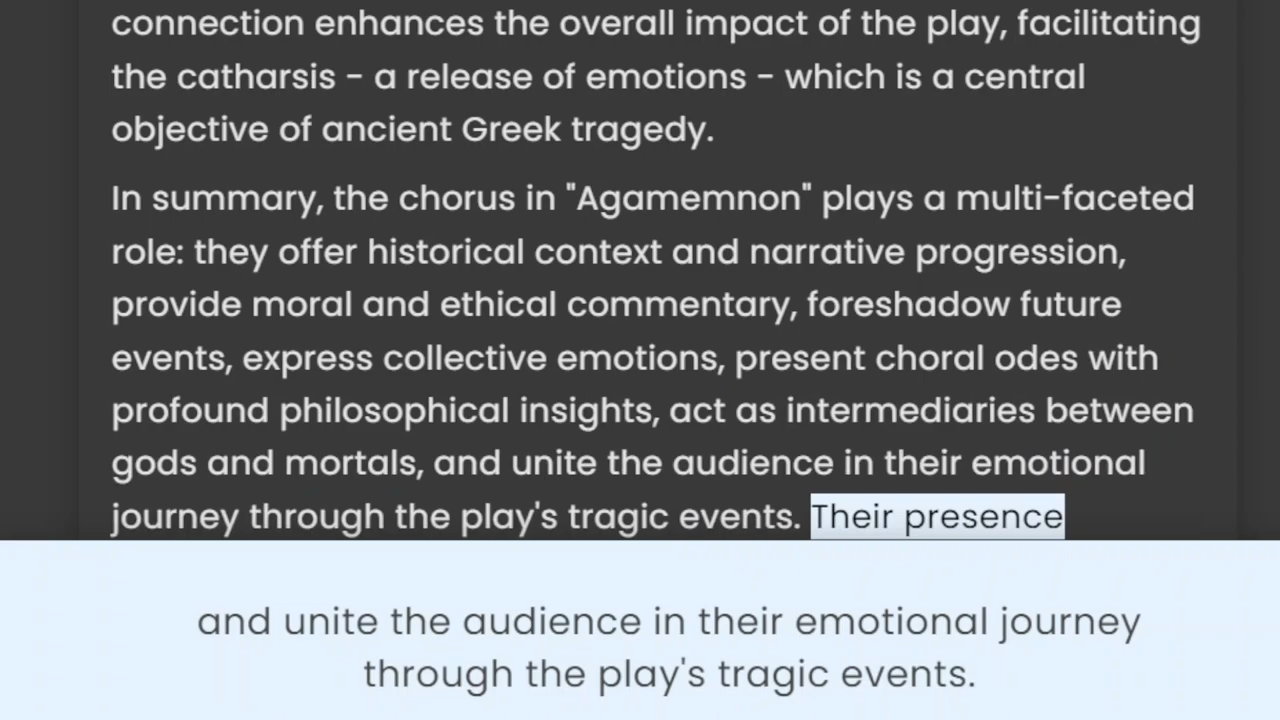 connection enhances the overall impact of the play, facilitating
the catharsis - a release of emotions - which is a central
objective of ancient Greek tragedy.
In summary, the chorus in "Agamemnon" plays a multi-faceted
role: they offer historical context and narrative progression,
provide moral and ethical commentary, foreshadow future
events, express collective emotions, present choral odes with
profound philosophical insights, act as intermediaries between
gods and mortals, and unite the audience in their emotional
journey through the play's tragic events. Their presence
and unite the audience in their emotional journey
through the play's tragic events.